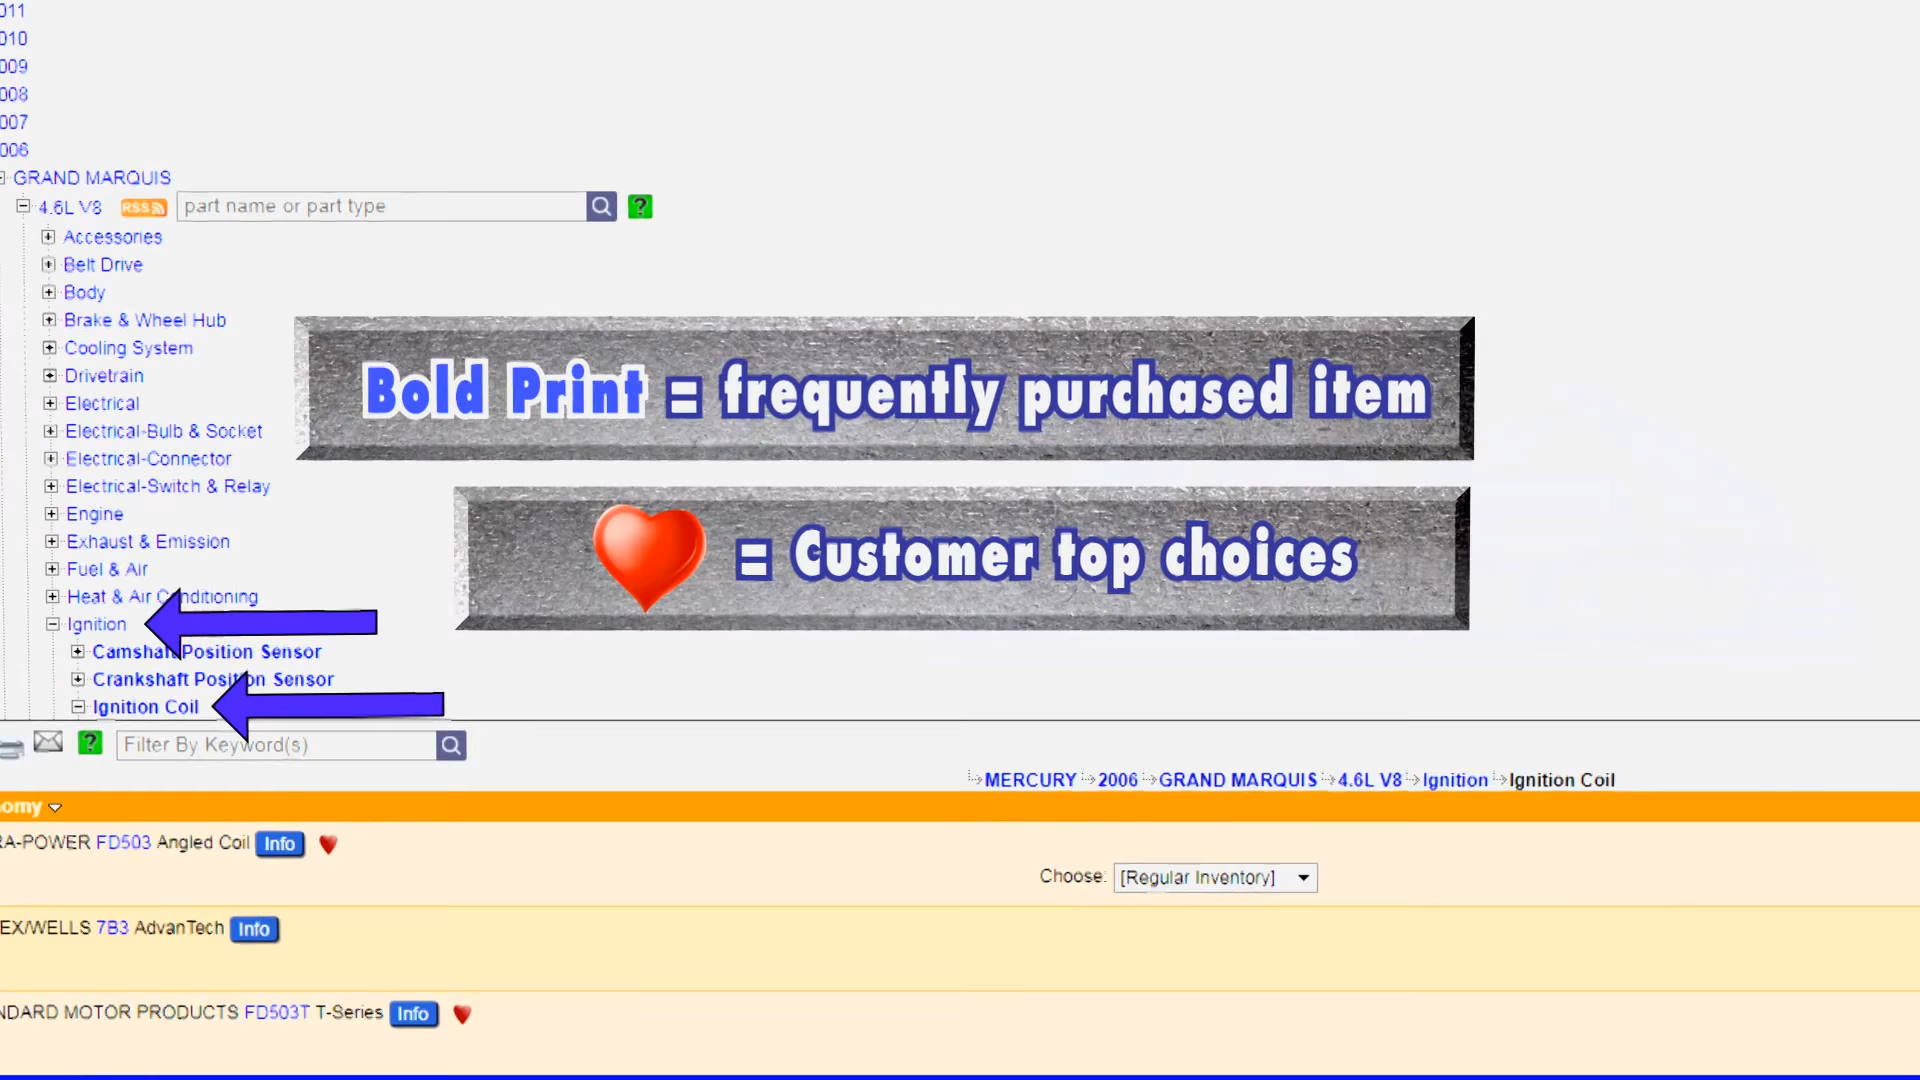 011
010
009
008
007
006
GRAND MARQUIS
4.6L V8 RSS part name or part type ?
Accessories
Belt Drive
Body
Brake & Wheel Hub
Cooling System
Drivetrain
Electrical
Electrical-Bulb & Socket
Electrical-Connector
Electrical-Switch & Relay
Engine
Exhaust & Emission
Fuel & Air
Heat & Air Conditioning
Ignition
Camshaft Position Sensor
Crankshaft Position Sensor
Ignition Coil
Bold Print = frequently purchased item
= Customer top choices
? Filter By Keyword(s)
MERCURY 2006 GRAND MARQUIS 4.6L V8 Ignition Ignition Coil
omy
RA-POWER FD503 Angled Coil Info
Choose: [Regular Inventory]
EX/WELLS 7B3 AdvanTech Info
NDARD MOTOR PRODUCTS FD503T T-Series Info